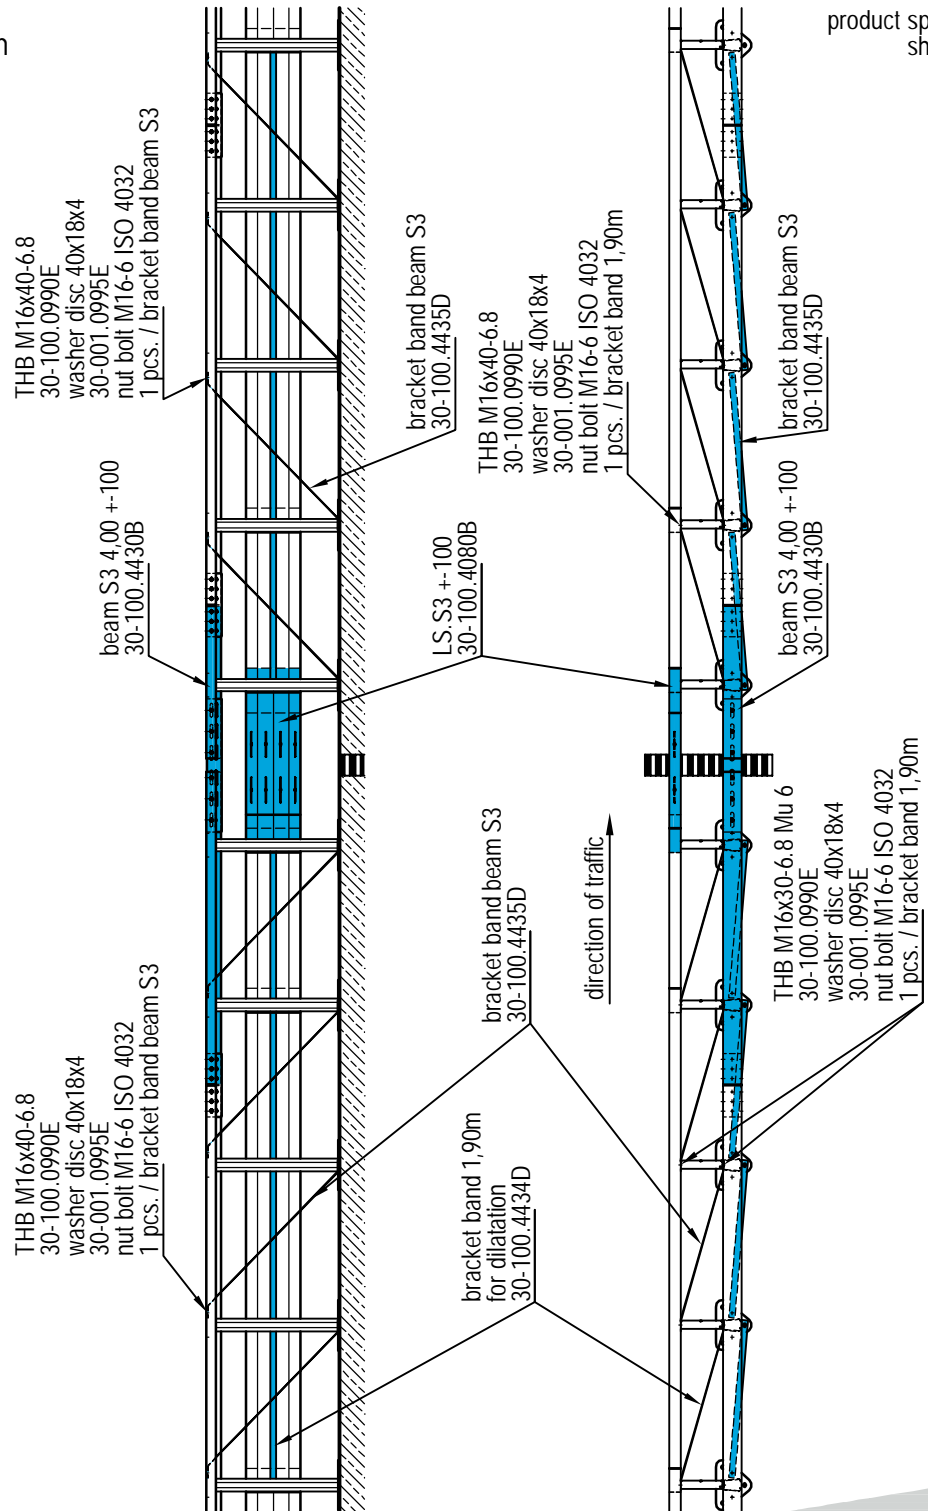 product sp
sh
n
THB M16x40-6.8
30-100.0990E
washer disc 40x18x4
30-001.0995E
nut bolt M16-6 ISO 4032
1 pcs. / bracket band beam S3
bracket band beam S3
30-100.4435D
THB M16x40-6.8
30-100.0990E
washer disc 40x18x4
30-001.0995E
nut bolt M16-6 ISO 4032
1 pcs. / bracket band 1,90m
bracket band beam S3
30-100.4435D
beam S3 4,00 +-100
30-100.4430B
LS.S3 +-100
30-100.4080B
beam S3 4,00 +-100
30-100.4430B
THB M16x40-6.8
30-100.0990E
washer disc 40x18x4
30-001.0995E
nut bolt M16-6 ISO 4032
1 pcs. / bracket band beam S3
bracket band beam S3
30-100.4435D
direction of traffic
THB M16x30-6.8 Mu 6
30-100.0990E
washer disc 40x18x4
30-001.0995E
nut bolt M16-6 ISO 4032
1 pcs. / bracket band 1,90m
bracket band 1,90m
for dilatation
30-100.4434D